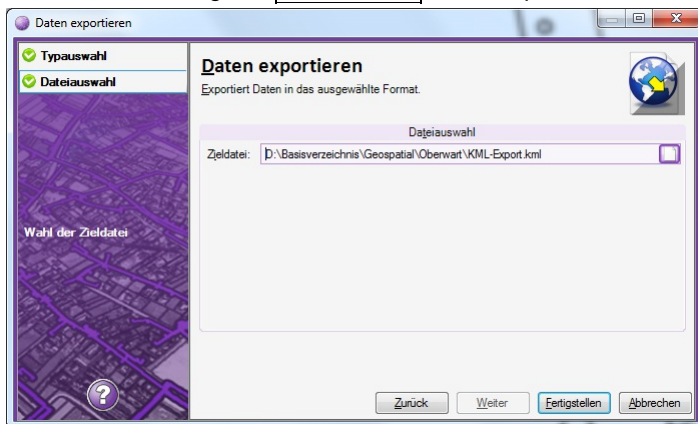 Daten exportieren
Typauswahl
Dateiauswahl
Wahl der Zieldatei
?
Daten exportieren
Exportiert Daten in das ausgewählte Format.
Dateiauswahl
Zieldatei: D:\Basisverzeichnis\Geospatial\Oberwart\KML-Export.kml
Zurück Weiter Fertigstellen Abbrechen